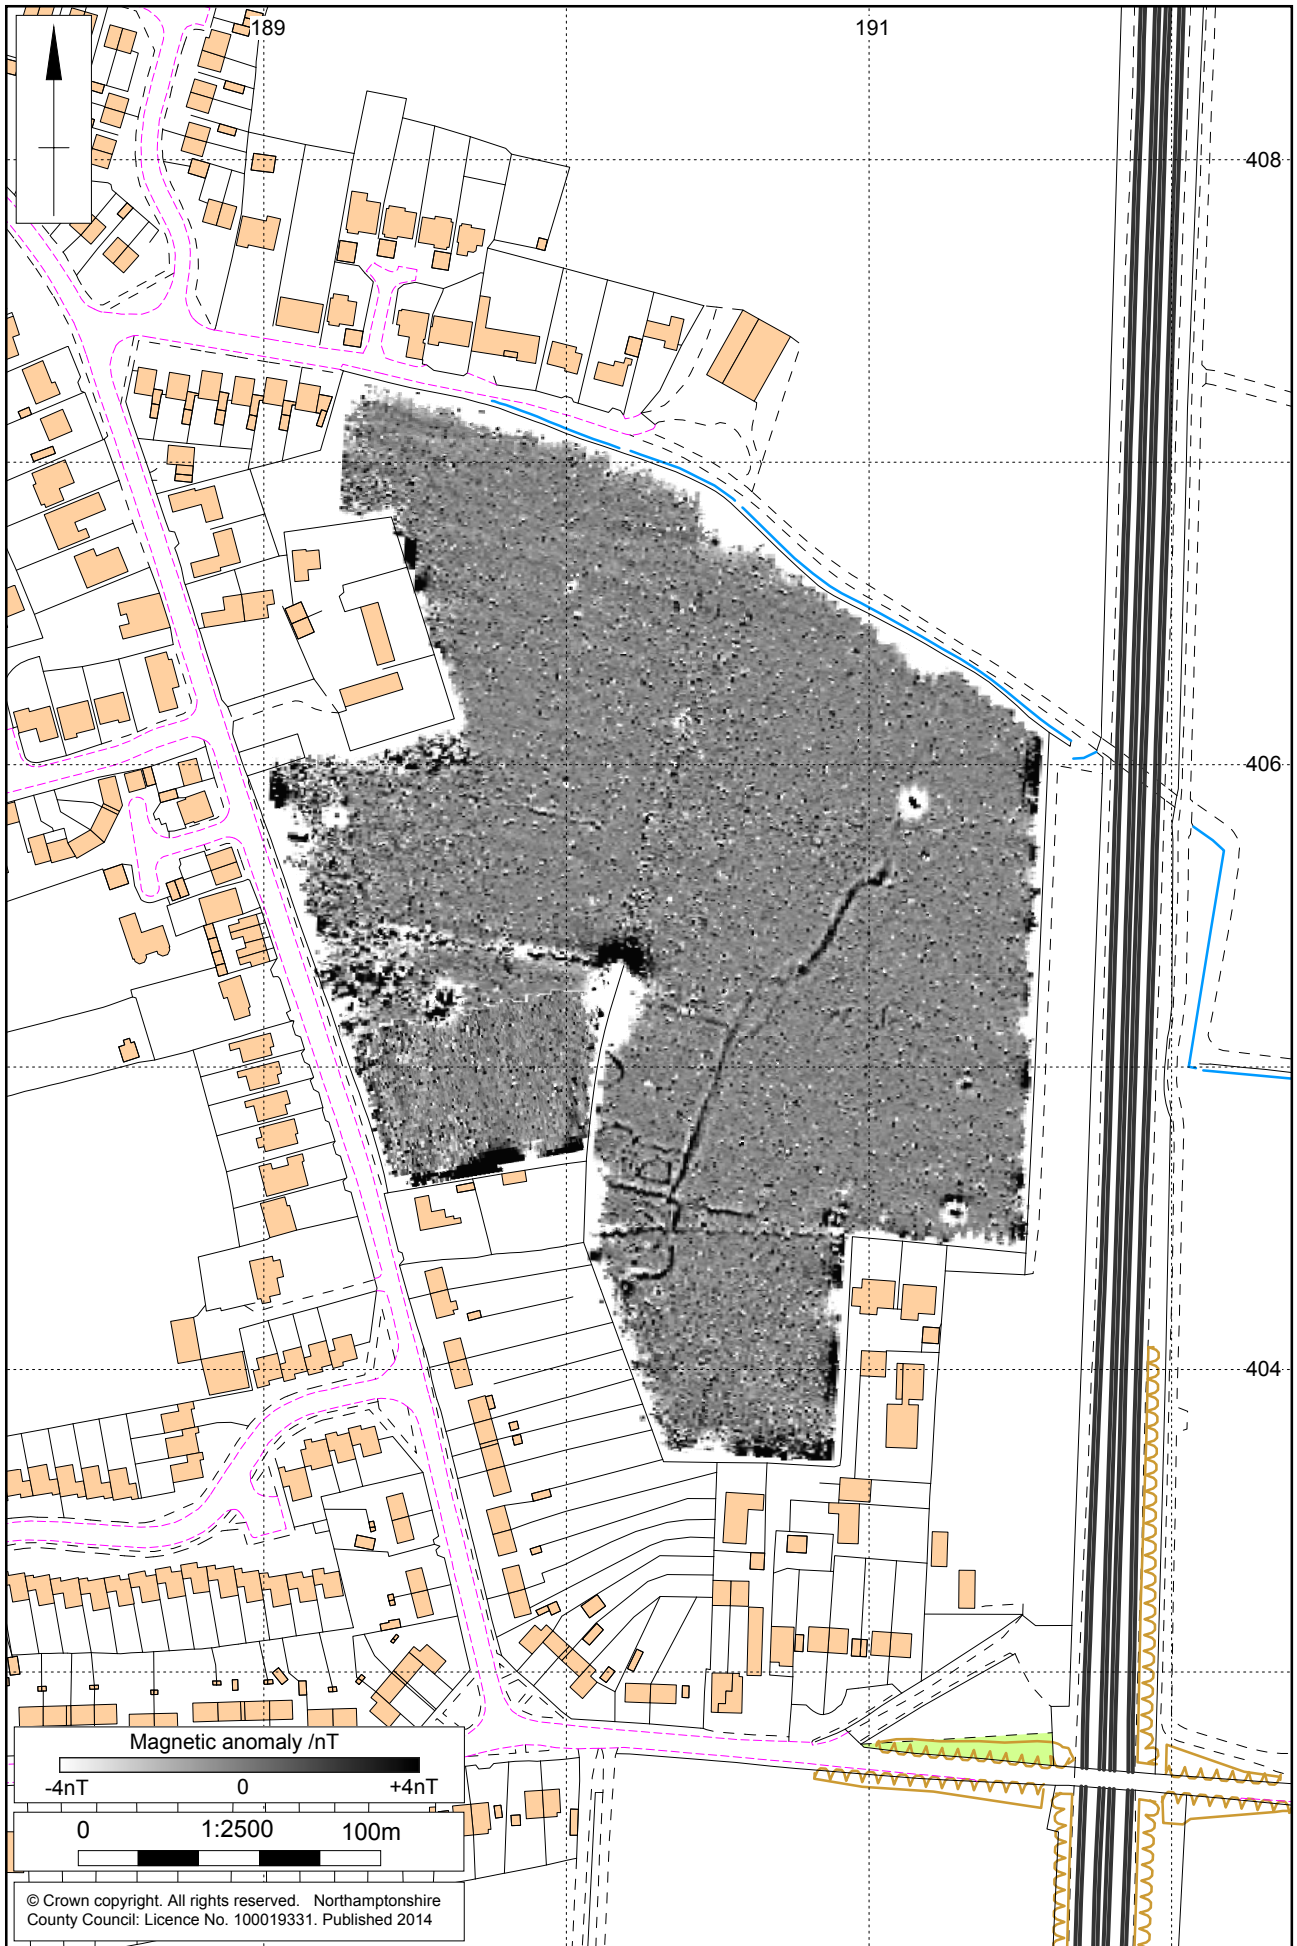 189
191
408
406
404
Magnetic anomaly /nT
-4nT 0 +4nT
0 1:2500 100m
© Crown copyright. All rights reserved. Northamptonshire
County Council: Licence No. 100019331. Published 2014